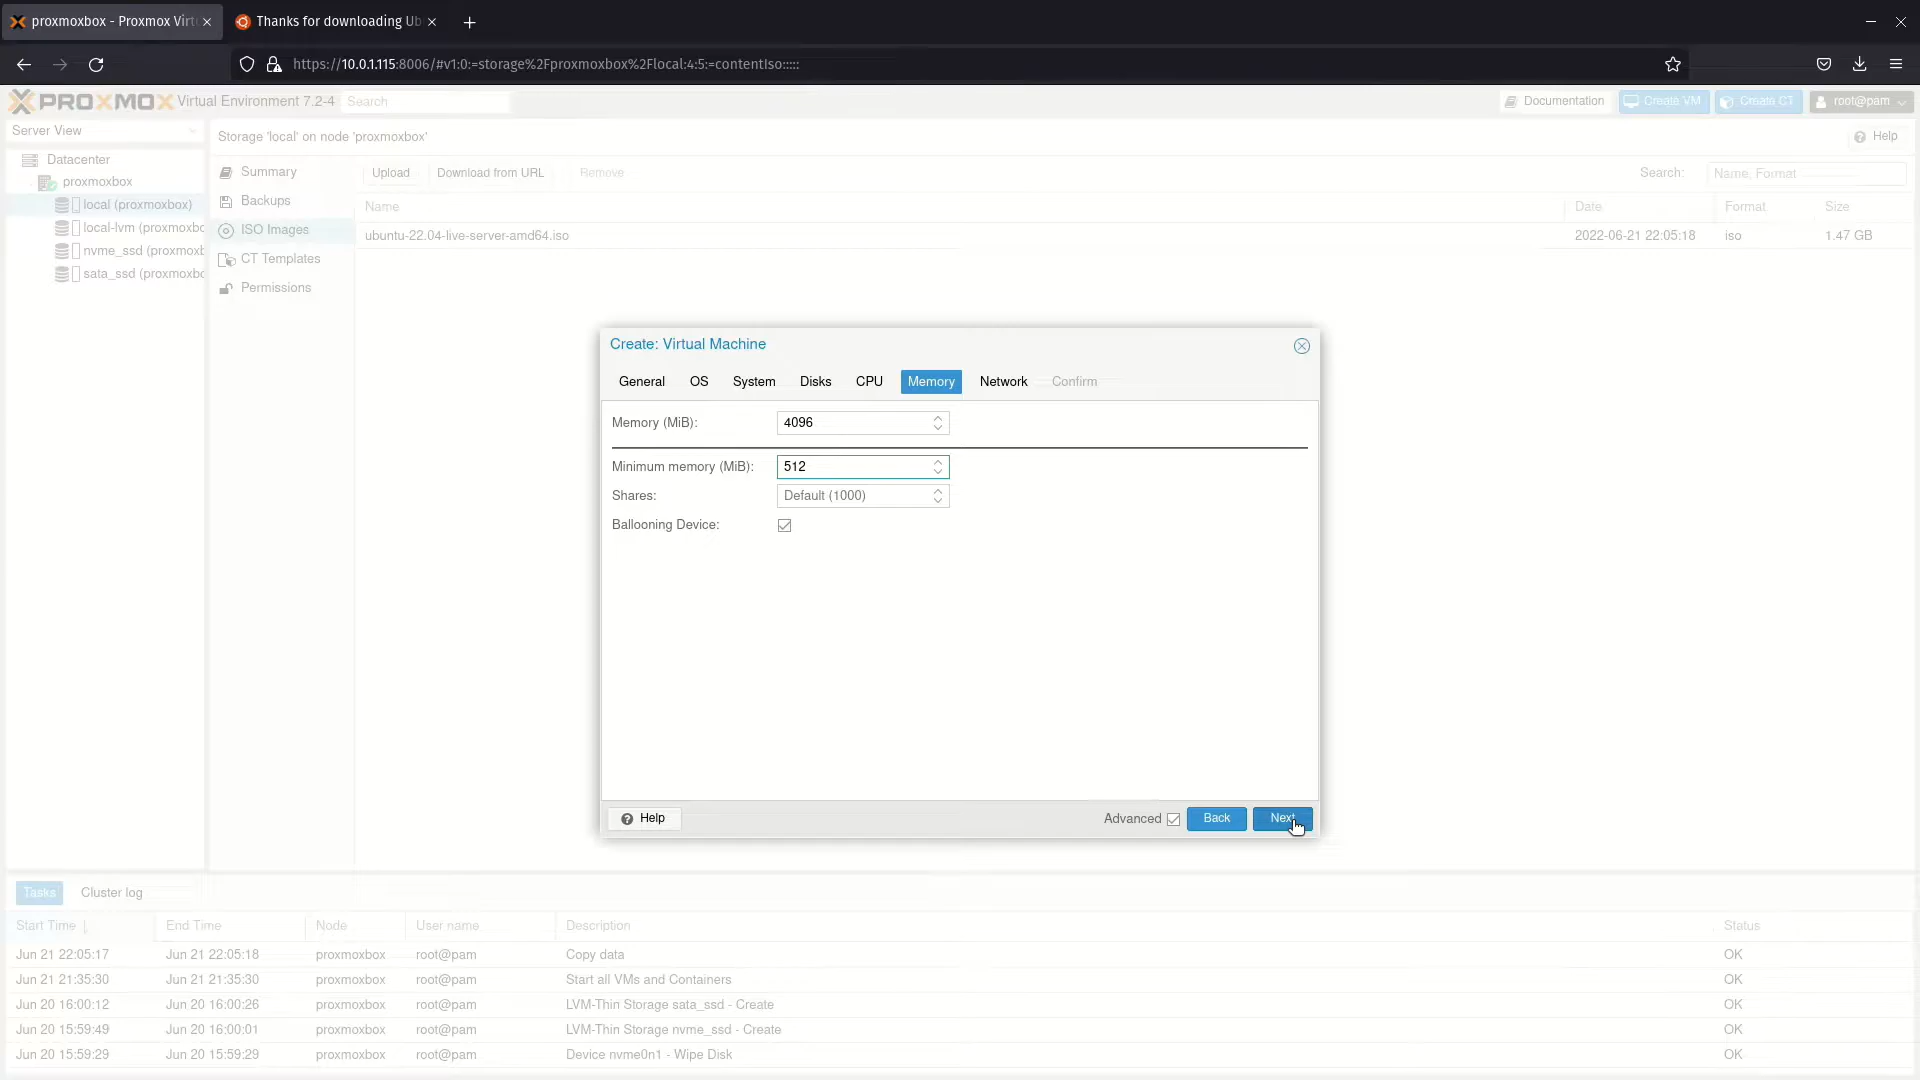 proxmoxbox - Proxmox Virt
Thanks for downloading Ub
https://10.0.1.115:8006/#v1:0:=storage%2Fproxmoxbox%2Flocal:4:5:=contentIso:::::
PROXMOX Virtual Environment 7.2-4
Search
Documentation
Create VM
Create CT
root@pam
Server View
Storage 'local' on node 'proxmoxbox'
Help
Datacenter
proxmoxbox
local (proxmoxbox)
local-lvm (proxmoxbo
nvme_ssd (proxmoxb
sata_ssd (proxmoxbo
Summary
Backups
ISO Images
CT Templates
Permissions
Upload
Download from URL
Remove
Search:
Name, Format
Name
Date
Format
Size
ubuntu-22.04-live-server-amd64.iso
2022-06-21 22:05:18
iso
1.47 GB
Create: Virtual Machine
General
OS
System
Disks
CPU
Memory
Network
Confirm
Memory (MiB):
4096
Minimum memory (MiB):
512
Shares:
Default (1000)
Ballooning Device:
Help
Advanced
Back
Next
Tasks
Cluster log
Start Time
End Time
Node
User name
Description
Status
Jun 21 22:05:17
Jun 21 22:05:18
proxmoxbox
root@pam
Copy data
OK
Jun 21 21:35:30
Jun 21 21:35:30
proxmoxbox
root@pam
Start all VMs and Containers
OK
Jun 20 16:00:12
Jun 20 16:00:26
proxmoxbox
root@pam
LVM-Thin Storage sata_ssd - Create
OK
Jun 20 15:59:49
Jun 20 16:00:01
proxmoxbox
root@pam
LVM-Thin Storage nvme_ssd - Create
OK
Jun 20 15:59:29
Jun 20 15:59:29
proxmoxbox
root@pam
Device nvme0n1 - Wipe Disk
OK